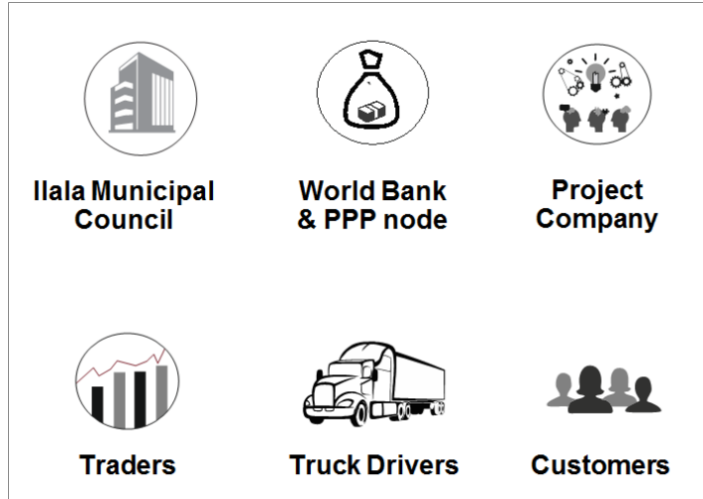 Ilala Municipal
Council
World Bank
& PPP node
Project
Company
Traders
Truck Drivers
Customers